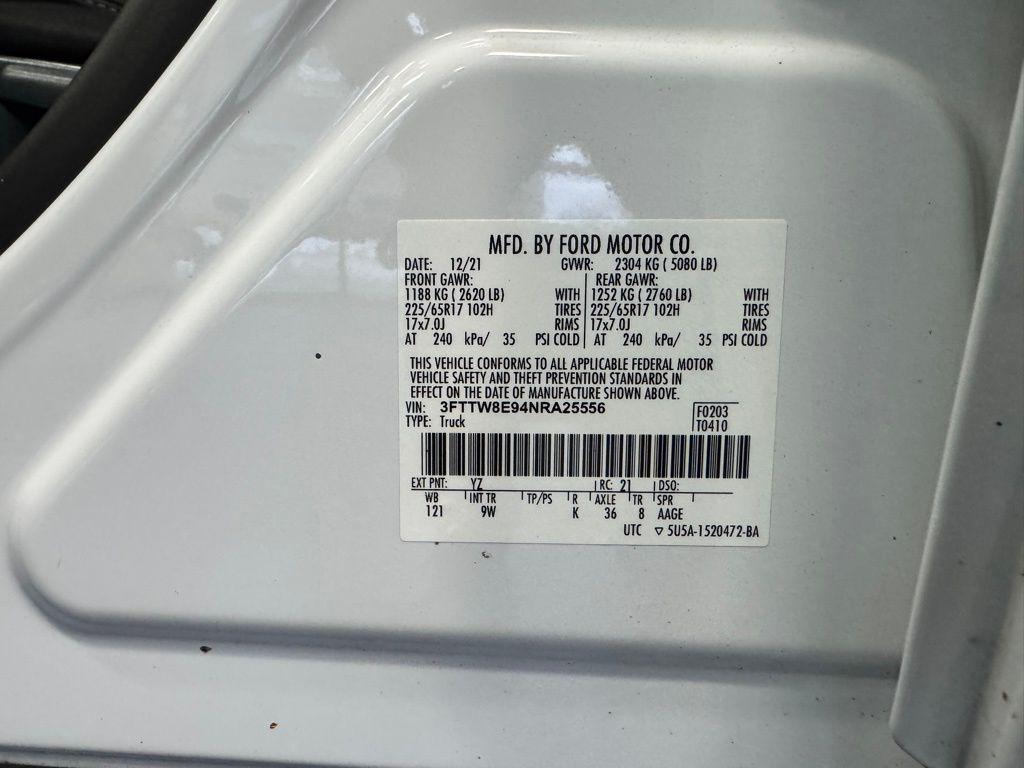 MFD. BY FORD MOTOR CO.
DATE: 12/21 GVWR: 2304 KG ( 5080 LB)
FRONT GAWR: REAR GAWR:
1188 KG ( 2620 LB) WITH 1252 KG ( 2760 LB) WITH
225/65R17 102H TIRES 225/65R17 102H TIRES
17x7.0J RIMS 17x7.0J RIMS
AT 240 kPa/ 35 PSI COLD AT 240 kPa/ 35 PSI COLD
THIS VEHICLE CONFORMS TO ALL APPLICABLE FEDERAL MOTOR
VEHICLE SAFETY AND THEFT PREVENTION STANDARDS IN
EFFECT ON THE DATE OF MANUFACTURE SHOWN ABOVE.
VIN: 3FTTW8E94NRA25556 F0203
TYPE: Truck T0410
EXT PNT: YZ RC: 21 DSO:
WB INT TR TP/PS R AXLE TR SPR
121 9W K 36 8 AAGE
UTC ▽ 5U5A-1520472-BA